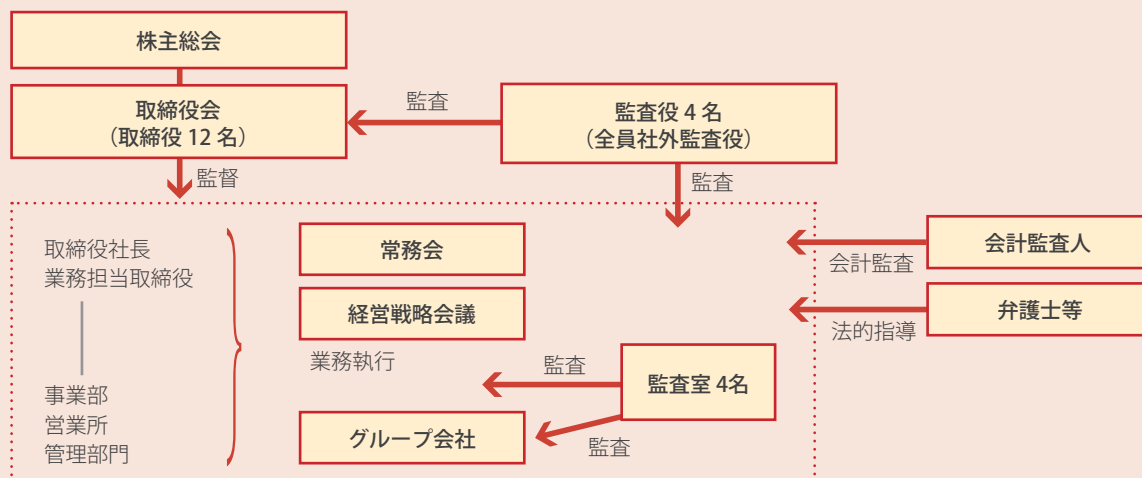 株主総会
取締役会
（取締役 12 名）
監査
監査役 4 名
（全員社外監査役）
監督
監査
取締役社長
業務担当取締役
事業部
営業所
管理部門
常務会
経営戦略会議
業務執行
監査
監査室 4名
グループ会社
監査
会計監査人
会計監査
弁護士等
法的指導